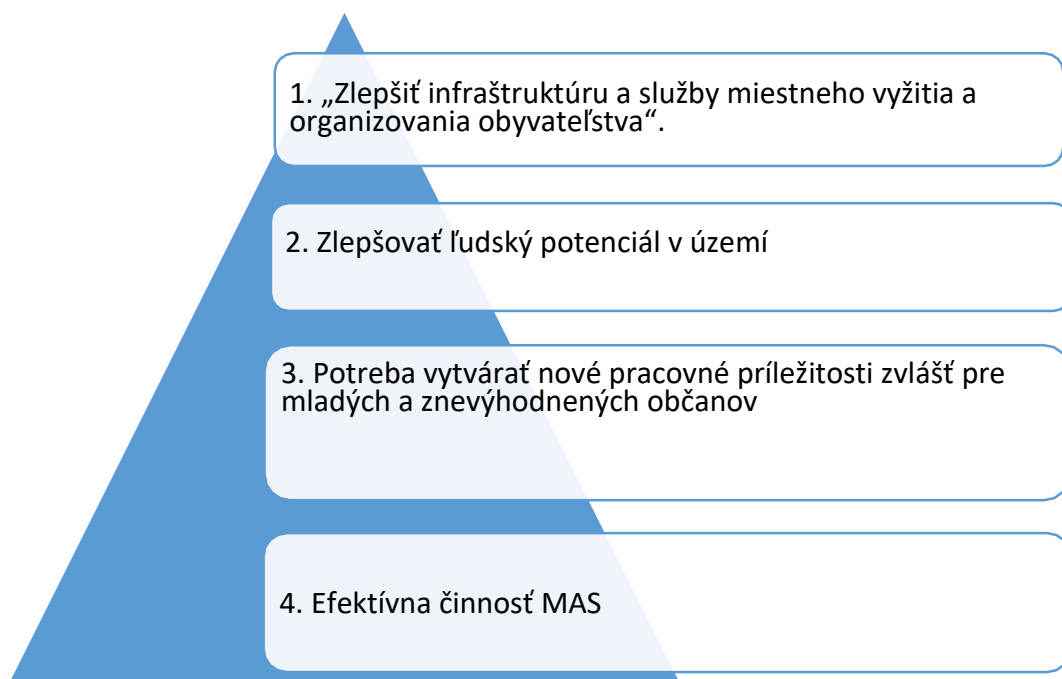 1. „Zlepšiť infraštruktúru a služby miestneho vyžitia a
organizovania obyvateľstva“.
2. Zlepšovať ľudský potenciál v území
3. Potreba vytvárať nové pracovné príležitosti zvlášť pre
mladých a znevýhodnených občanov
4. Efektívna činnosť MAS